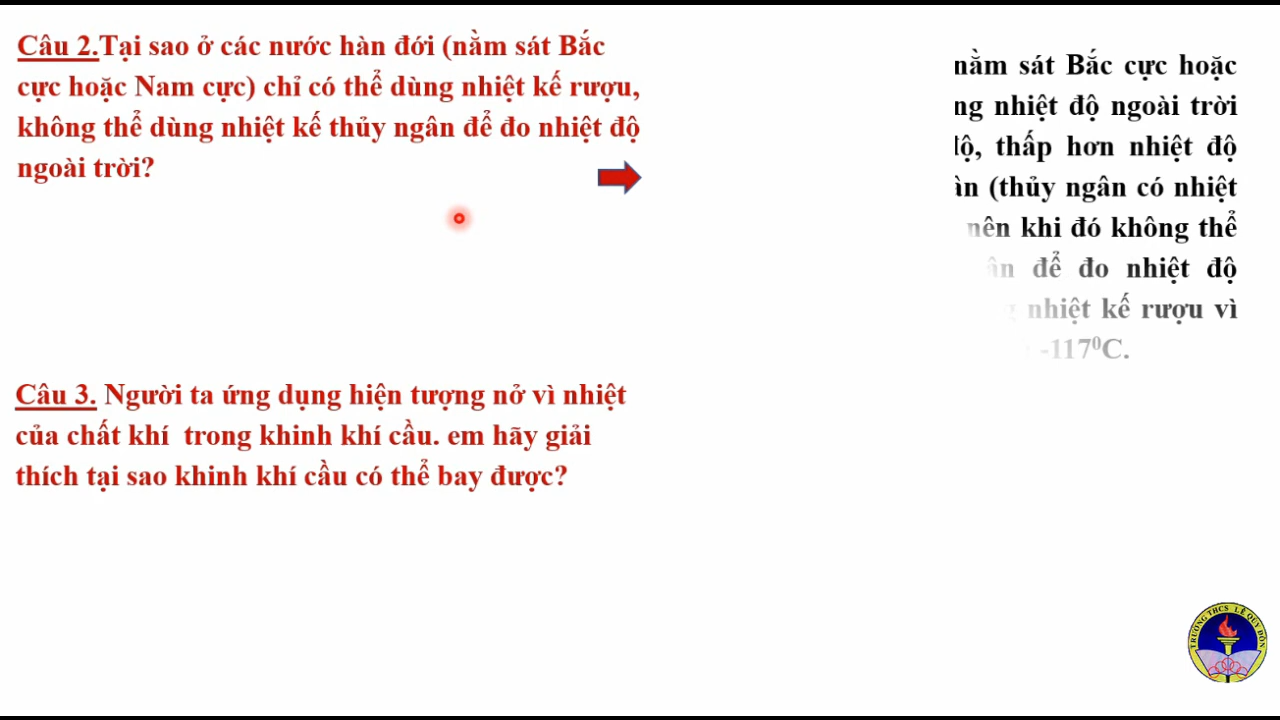 Câu 2.Tại sao ở các nước hàn đới (nằm sát Bắc
cực hoặc Nam cực) chỉ có thể dùng nhiệt kế rượu,
không thể dùng nhiệt kế thủy ngân để đo nhiệt độ
ngoài trời?
nằm sát Bắc cực hoặc
nhiệt độ ngoài trời
thấp hơn nhiệt độ
(thủy ngân có nhiệt
nên khi đó không thể
để đo nhiệt độ
nhiệt kế rượu vì
-117⁰C.
Câu 3. Người ta ứng dụng hiện tượng nở vì nhiệt
của chất khí trong khinh khí cầu. em hãy giải
thích tại sao khinh khí cầu có thể bay được?
TRƯỜNG THCS LÊ QUÝ ĐÔN